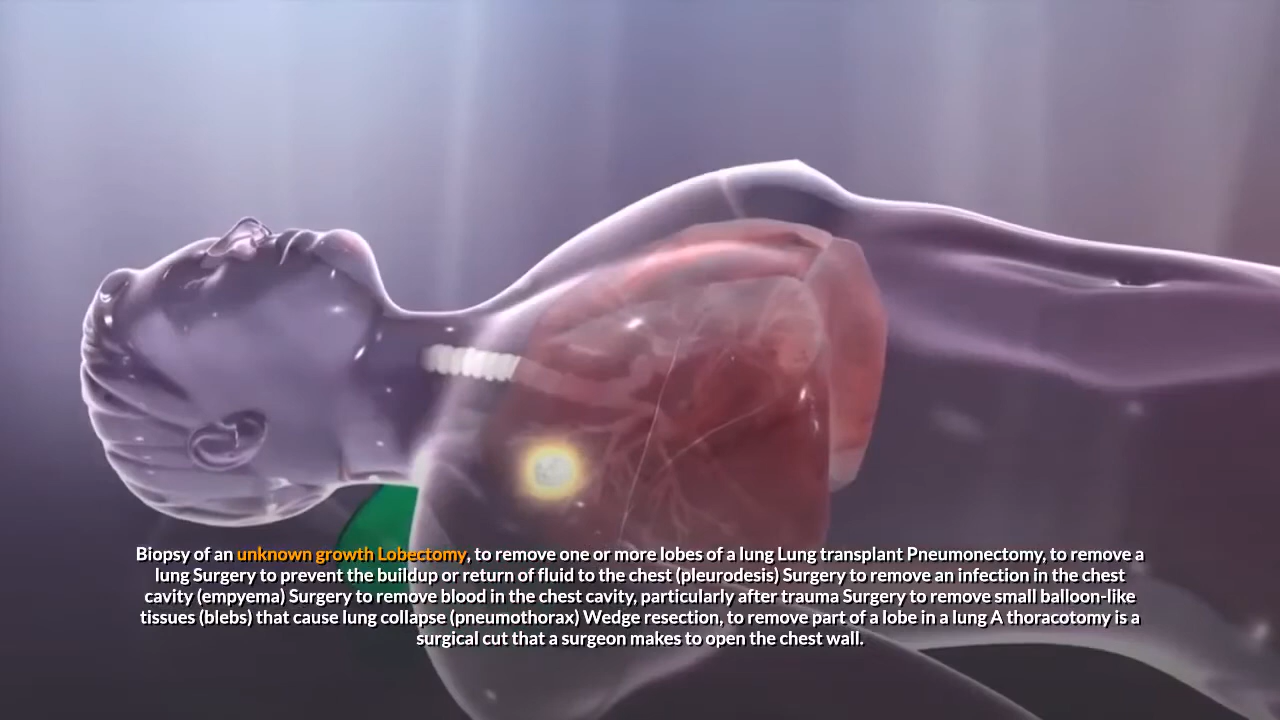 Biopsy of an unknown growth Lobectomy, to remove one or more lobes of a lung Lung transplant Pneumonectomy, to remove a
lung Surgery to prevent the buildup or return of fluid to the chest (pleurodesis) Surgery to remove an infection in the chest
cavity (empyema) Surgery to remove blood in the chest cavity, particularly after trauma Surgery to remove small balloon-like
tissues (blebs) that cause lung collapse (pneumothorax) Wedge resection, to remove part of a lobe in a lung A thoracotomy is a
surgical cut that a surgeon makes to open the chest wall.